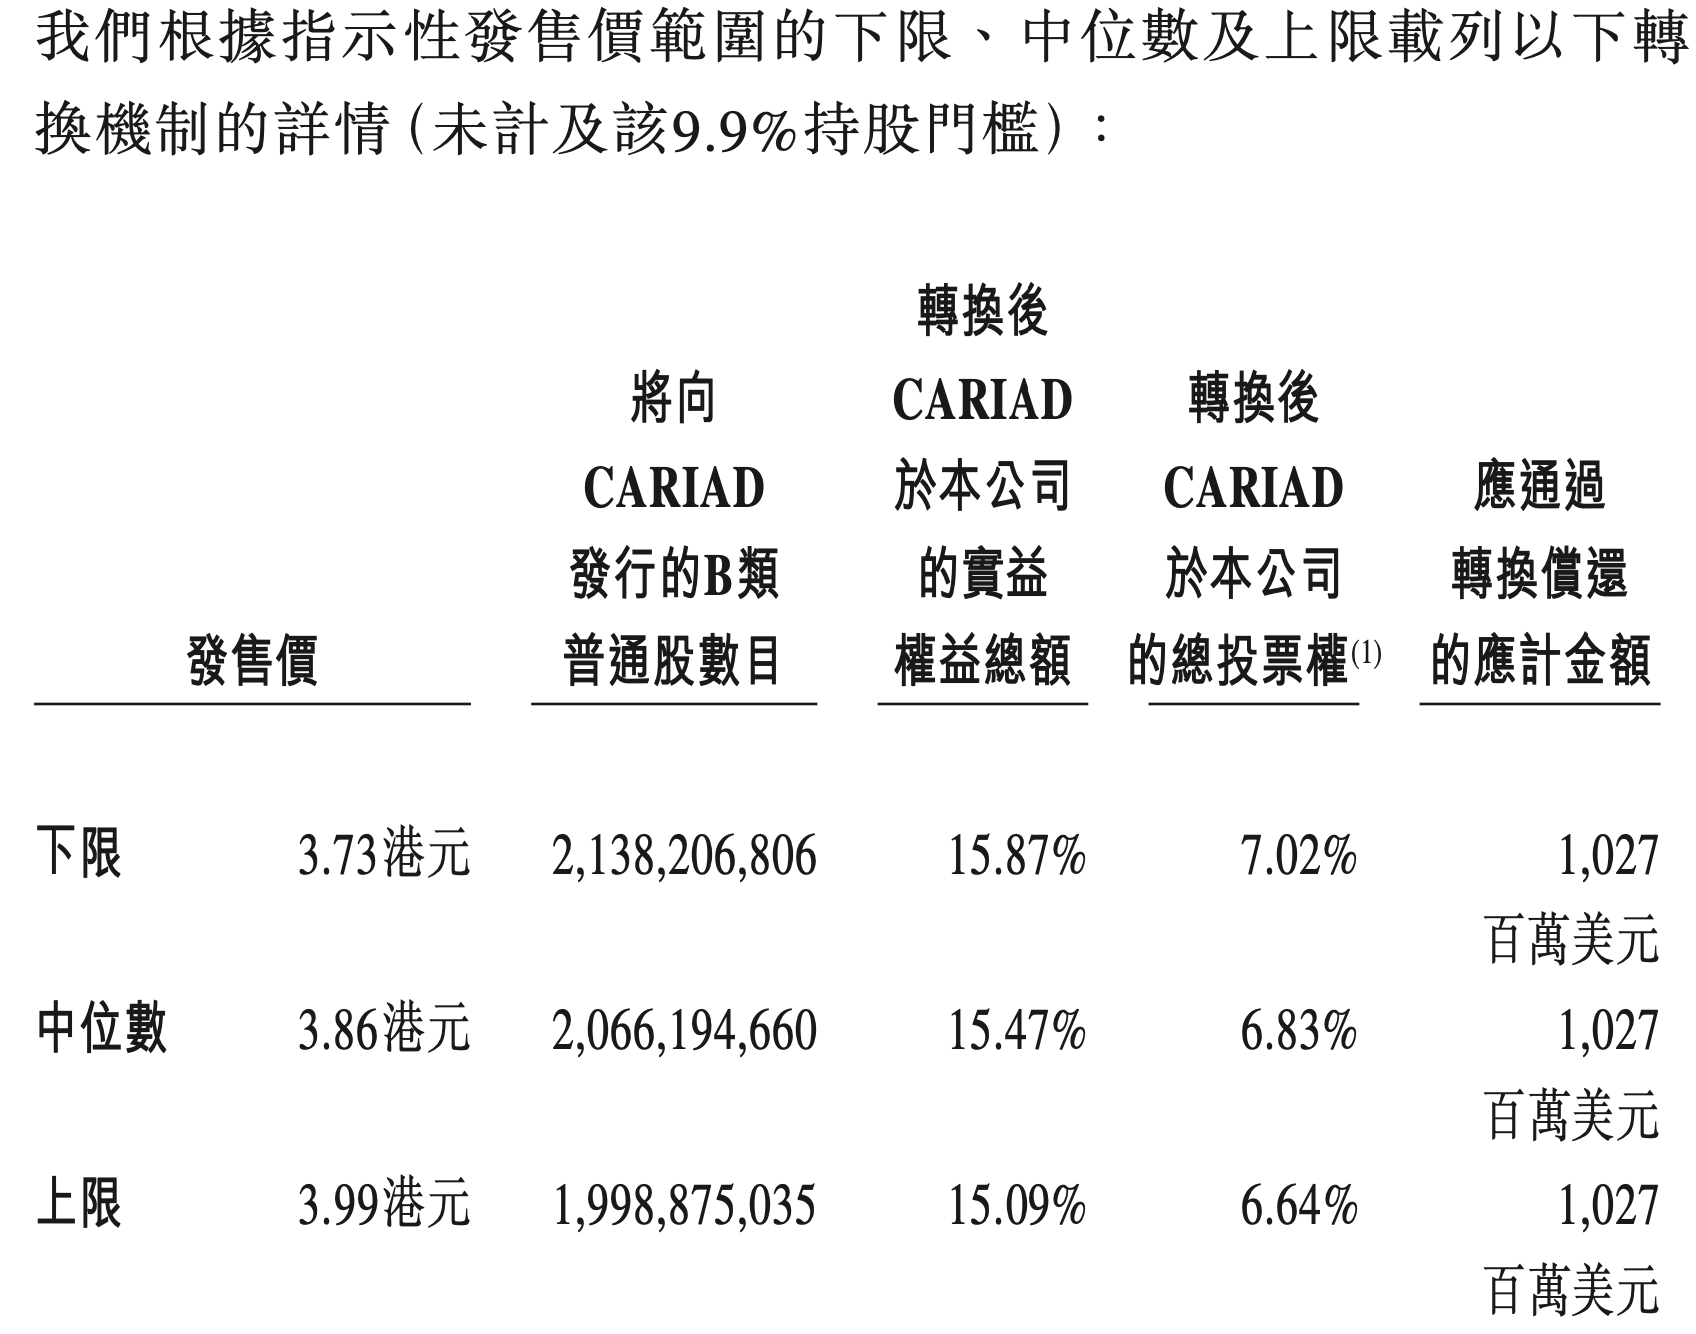 我們根據指示性發售價範圍的下限、中位數及上限載列以下轉
換機制的詳情(未計及該9.9%持股門檻):
轉換後
將向 CARIAD 轉換後
CARIAD 於本公司 CARIAD 應通過
發行的B類 的實益 於本公司 轉換償還
發售價 普通股數目 權益總額 的總投票權(1) 的應計金額
下限 3.73港元 2,138,206,806 15.87% 7.02% 1,027
百萬美元
中位數 3.86港元 2,066,194,660 15.47% 6.83% 1,027
百萬美元
上限 3.99港元 1,998,875,035 15.09% 6.64% 1,027
百萬美元